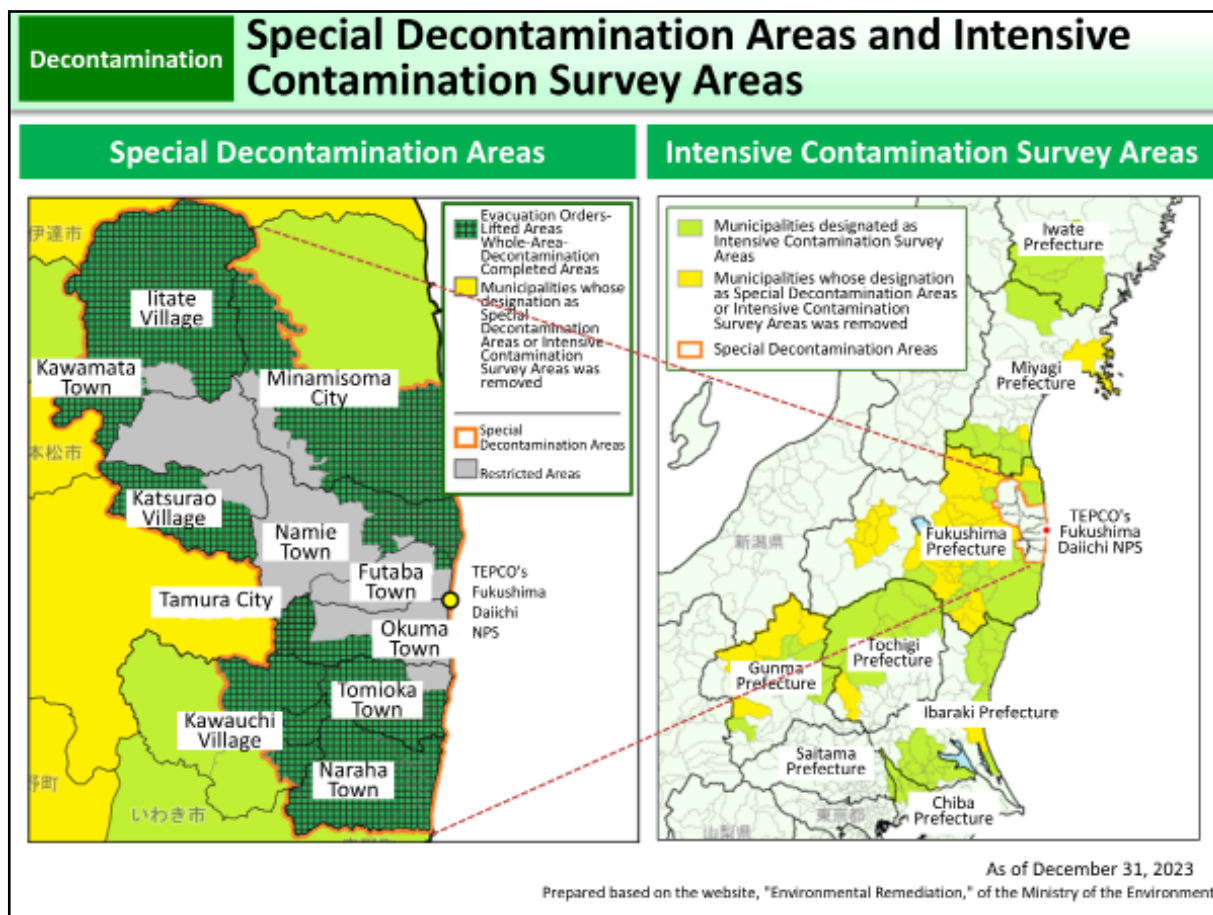 Decontamination
Special Decontamination Areas and Intensive
Contamination Survey Areas
Special Decontamination Areas
伊達市
Iitate
Village
Kawamata
Town
Minamisoma
City
本松市
Katsurao
Village
Namie
Town
Futaba
Town
Tamura City
Okuma
Town
Tomioka
Town
Kawauchi
Village
Naraha
Town
野町
いわき市
TEPCO's
Fukushima
Daiichi
NPS
Evacuation Orders-
Lifted Areas
Whole-Area-
Decontamination
Completed Areas
Municipalities whose
designation as
Special
Decontamination
Areas or Intensive
Contamination
Survey Areas was
removed
Special
Decontamination Areas
Restricted Areas
Intensive Contamination Survey Areas
Municipalities designated as
Intensive Contamination Survey
Areas
Municipalities whose designation
as Special Decontamination Areas
or Intensive Contamination
Survey Areas was removed
Special Decontamination Areas
Iwate
Prefecture
Miyagi
Prefecture
新潟県
Fukushima
Prefecture
TEPCO's
Fukushima
Daiichi NPS
Tochigi
Prefecture
Gunma
Prefecture
Ibaraki Prefecture
Saitama
Prefecture
Chiba
Prefecture
東京都
山梨県
As of December 31, 2023
Prepared based on the website, "Environmental Remediation," of the Ministry of the Environment